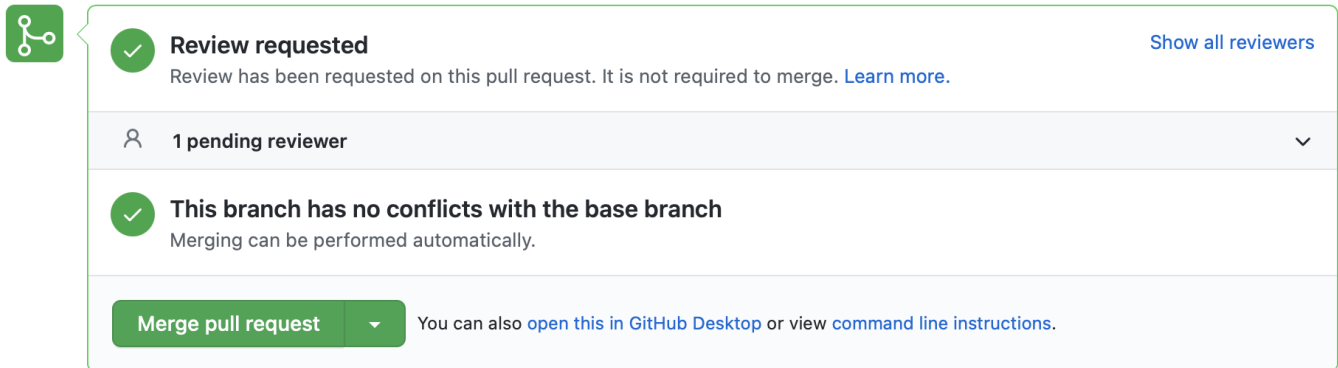 Review requested
Show all reviewers
Review has been requested on this pull request. It is not required to merge. Learn more.
1 pending reviewer
This branch has no conflicts with the base branch
Merging can be performed automatically.
Merge pull request
You can also open this in GitHub Desktop or view command line instructions.